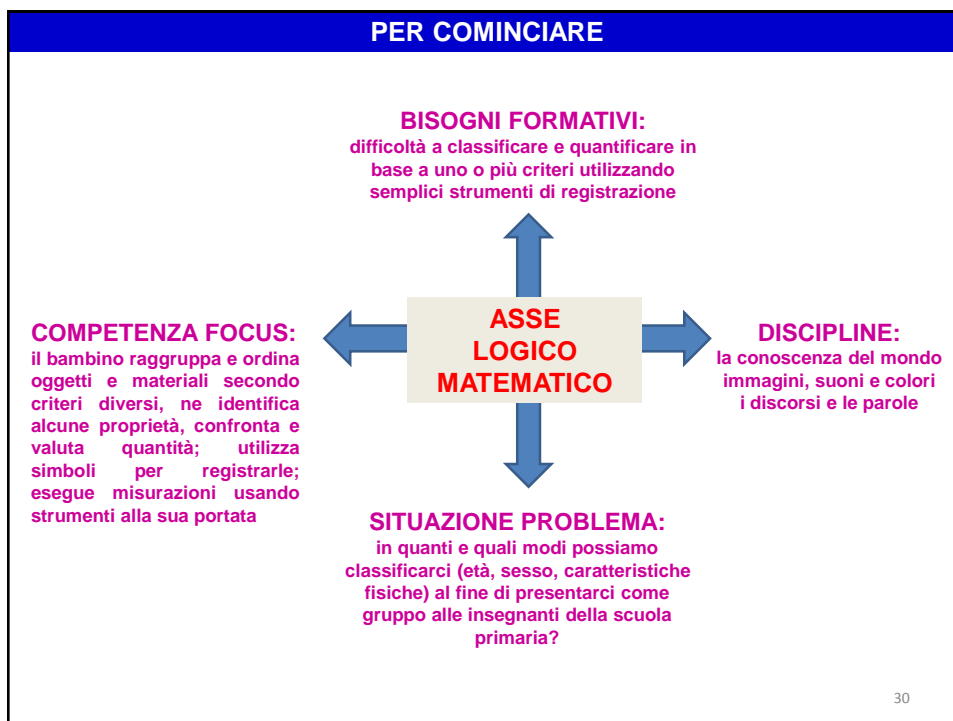 PER COMINCIARE
BISOGNI FORMATIVI:
difficoltà a classificare e quantificare in
base a uno o più criteri utilizzando
semplici strumenti di registrazione
COMPETENZA FOCUS:
il bambino raggruppa e ordina
oggetti e materiali secondo
criteri diversi, ne identifica
alcune proprietà, confronta e
valuta quantità; utilizza
simboli per registrarle;
esegue misurazioni usando
strumenti alla sua portata
ASSE
LOGICO
MATEMATICO
DISCIPLINE:
la conoscenza del mondo
immagini, suoni e colori
i discorsi e le parole
SITUAZIONE PROBLEMA:
in quanti e quali modi possiamo
classificarci (età, sesso, caratteristiche
fisiche) al fine di presentarci come
gruppo alle insegnanti della scuola
primaria?
30